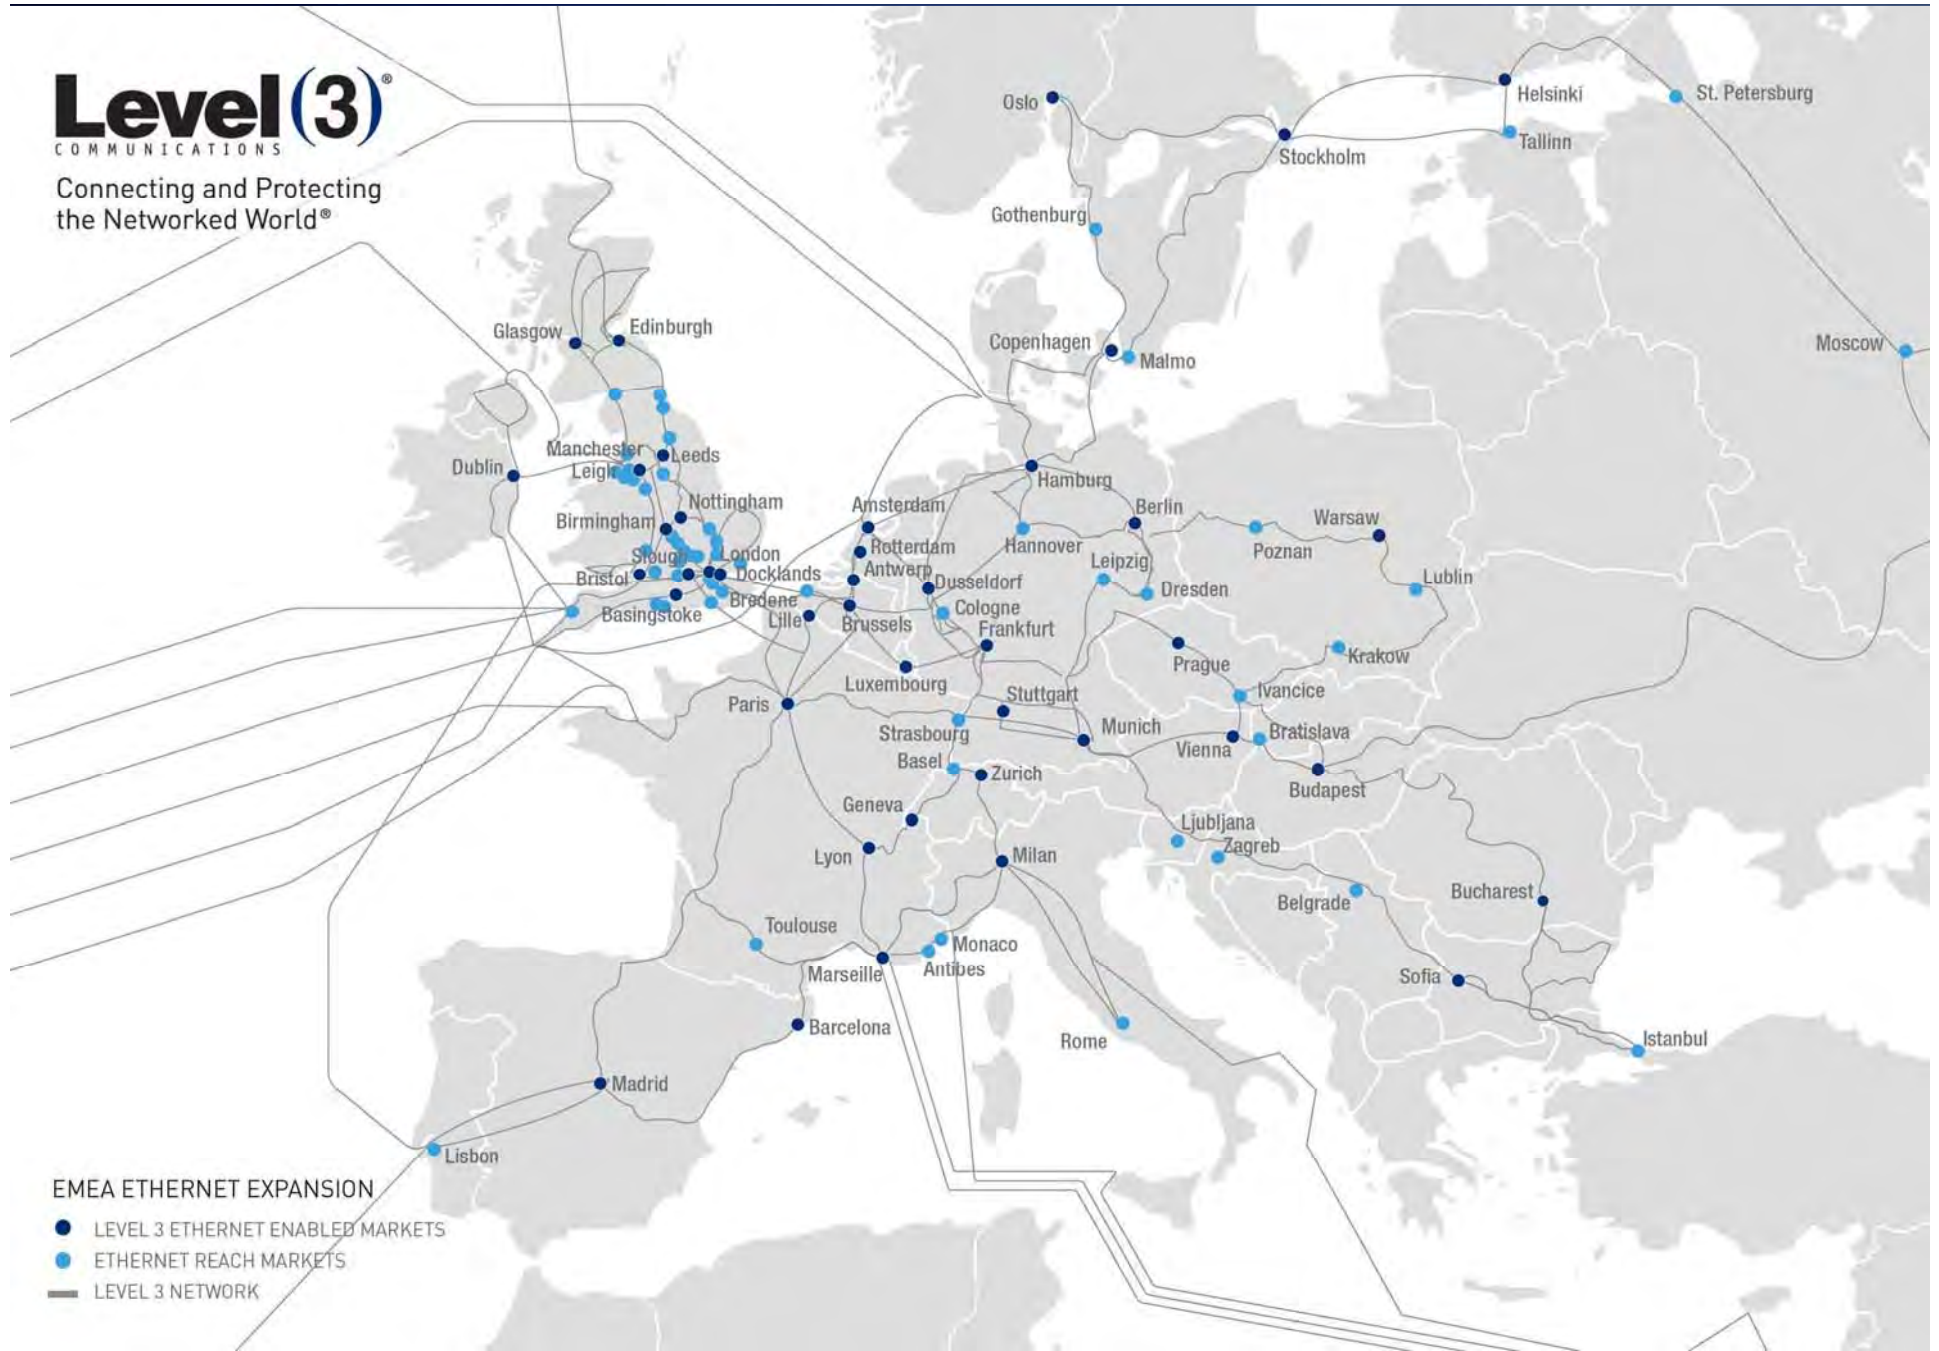 Level(3)®
COMMUNICATIONS
Connecting and Protecting
the Networked World®
Oslo
Helsinki
St. Petersburg
Tallinn
Stockholm
Gothenburg
Glasgow
Edinburgh
Copenhagen
Malmo
Moscow
Manchester
Leeds
Dublin
Leigh
Hamburg
Nottingham
Amsterdam
Berlin
Warsaw
Birmingham
Rotterdam
Hannover
Poznan
Slough
London
Leipzig
Bristol
Docklands
Antwerp
Dusseldorf
Dresden
Lublin
Bredene
Cologne
Basingstoke
Lille
Brussels
Frankfurt
Prague
Krakow
Luxembourg
Stuttgart
Ivancice
Paris
Strasbourg
Munich
Vienna
Bratislava
Basel
Zurich
Budapest
Geneva
Ljubljana
Lyon
Milan
Zagreb
Belgrade
Bucharest
Toulouse
Monaco
Marseille
Antibes
Sofia
Barcelona
Rome
Istanbul
Madrid
Lisbon
EMEA ETHERNET EXPANSION
LEVEL 3 ETHERNET ENABLED MARKETS
ETHERNET REACH MARKETS
LEVEL 3 NETWORK